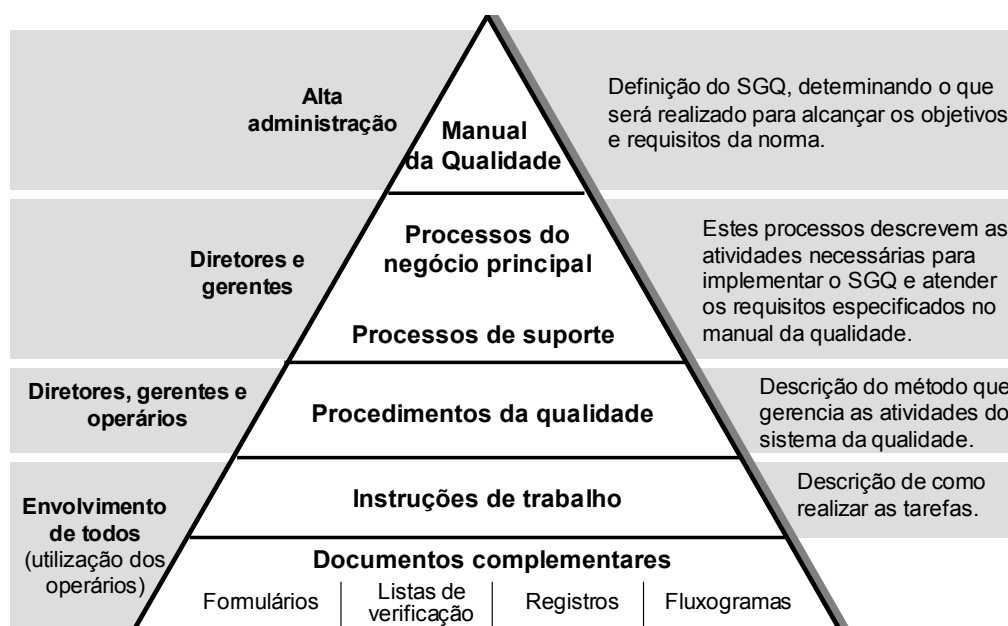 Alta
administração
Manual
da Qualidade
Definição do SGQ, determinando o que
será realizado para alcançar os objetivos
e requisitos da norma.
Diretores e
gerentes
Processos do
negócio principal
Processos de suporte
Estes processos descrevem as
atividades necessárias para
implementar o SGQ e atender
os requisitos especificados no
manual da qualidade.
Diretores, gerentes e
operários
Procedimentos da qualidade
Descrição do método que
gerencia as atividades do
sistema da qualidade.
Envolvimento
de todos
(utilização dos
operários)
Instruções de trabalho
Descrição de como
realizar as tarefas.
Documentos complementares
Formulários
Listas de
verificação
Registros
Fluxogramas